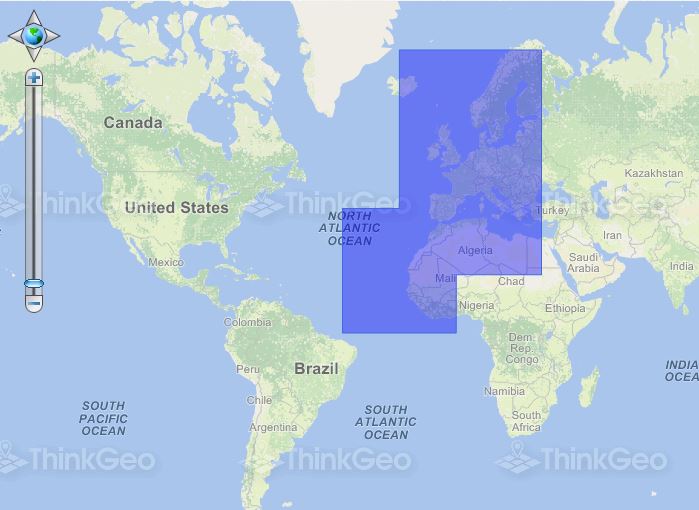 Canada
United States
Mexico
Colombia
Peru
Brazil
Chile
Argentina
NORTH
ATLANTIC
OCEAN
SOUTH
PACIFIC
OCEAN
SOUTH
ATLANTIC
OCEAN
Kazakhstan
Turkey
Iran
Algeria
Saudi
Arabia
India
Mali
Chad
Nigeria
Ethiopia
Dem.
Rep.
Congo
Namibia
South
Africa
INDIA
OCEA
ThinkGeo
ThinkGeo
ThinkGeo
ThinkGeo
ThinkGeo
ThinkGeo